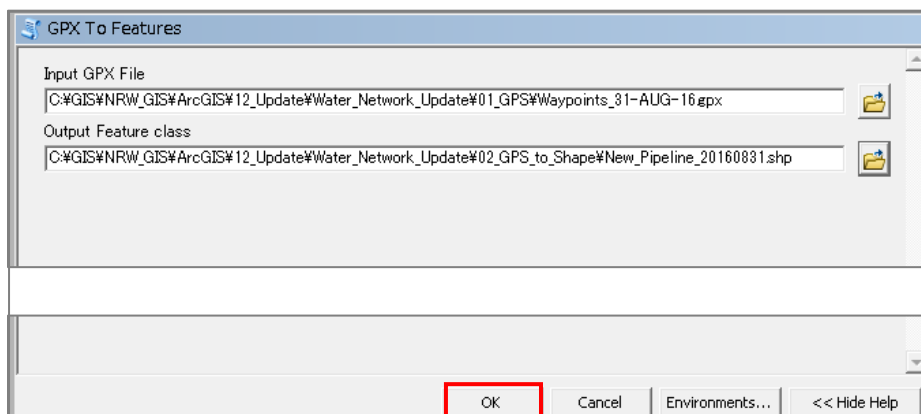 GPX To Features
Input GPX File
C:¥GIS¥NRW_GIS¥ArcGIS¥12_Update¥Water_Network_Update¥01_GPS¥Waypoints_31-AUG-16.gpx
Output Feature class
C:¥GIS¥NRW_GIS¥ArcGIS¥12_Update¥Water_Network_Update¥02_GPS_to_Shape¥New_Pipeline_20160831.shp
OK Cancel Environments... << Hide Help